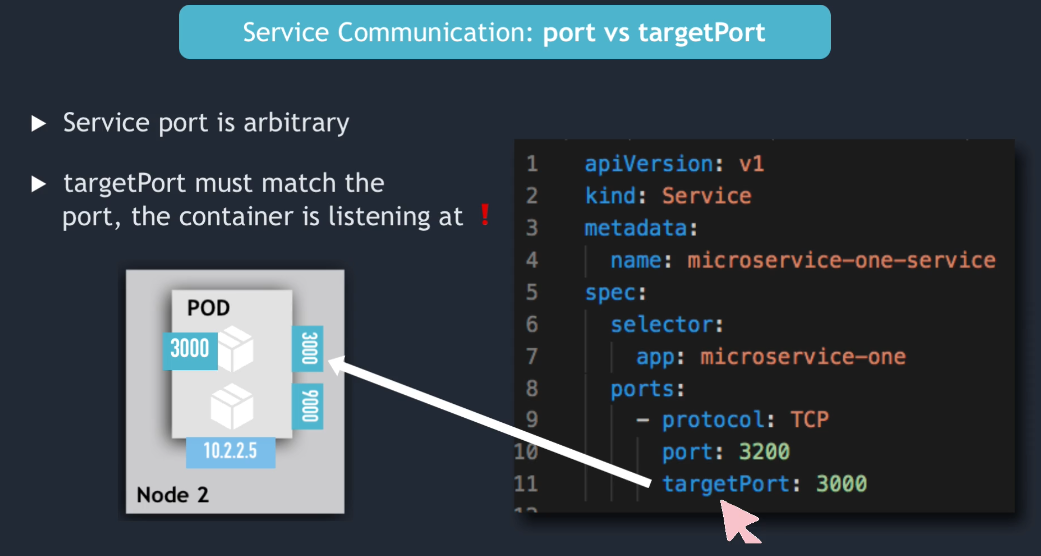 Service Communication: port vs targetPort
▶ Service port is arbitrary
▶ targetPort must match the
port, the container is listening at !
POD
3000
3000
9000
10.2.2.5
Node 2
1 apiVersion: v1
2 kind: Service
3 metadata:
4 name: microservice-one-service
5 spec:
6 selector:
7 app: microservice-one
8 ports:
9 - protocol: TCP
10 port: 3200
11 targetPort: 3000